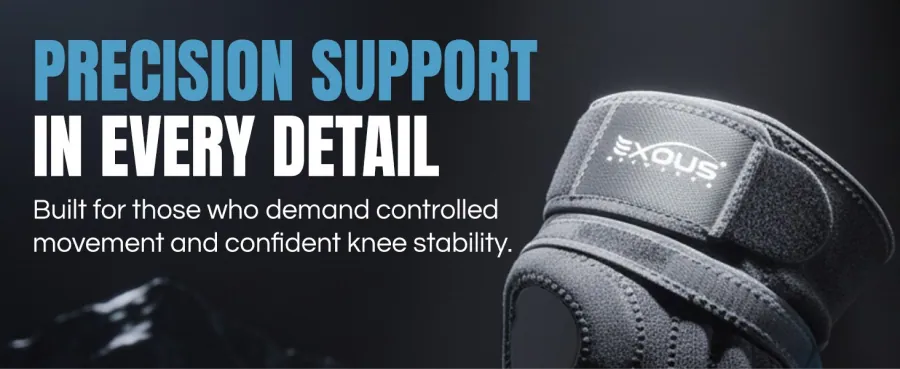 PRECISION SUPPORT
IN EVERY DETAIL
Built for those who demand controlled
movement and confident knee stability.
EXOUS